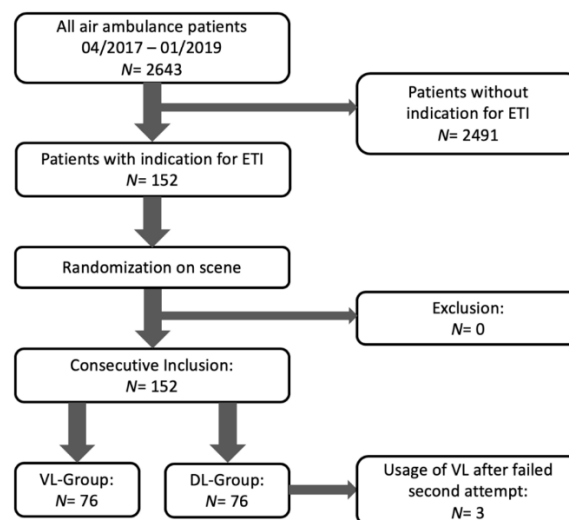 All air ambulance patients
04/2017 – 01/2019
N= 2643
Patients without
indication for ETI
N= 2491
Patients with indication for ETI
N= 152
Randomization on scene
Exclusion:
N= 0
Consecutive Inclusion:
N= 152
VL-Group:
N= 76
DL-Group:
N= 76
Usage of VL after failed
second attempt:
N= 3